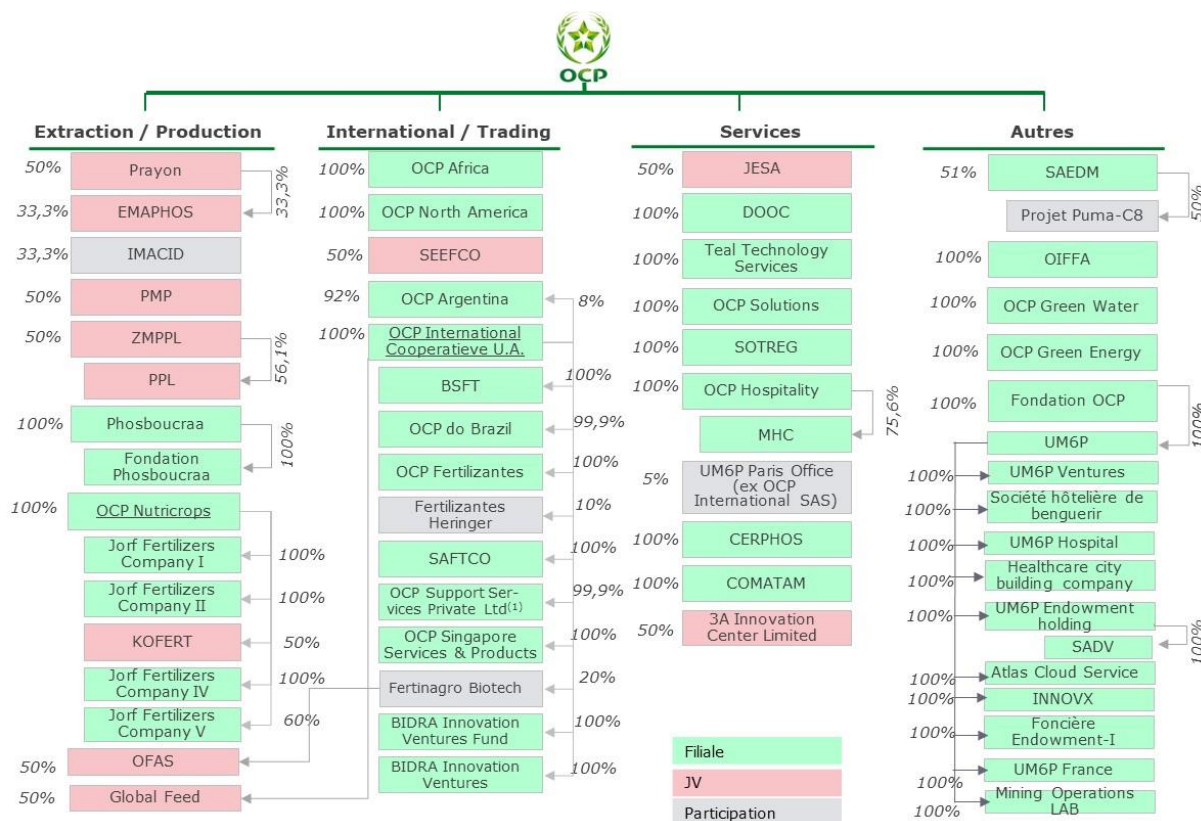 OCP
Extraction / Production
50%
Prayon
33,3%
33,3%
EMAPHOS
33,3%
IMACID
50%
PMP
50%
ZMPPL
56,1%
PPL
100%
Phosboucraa
100%
Fondation
Phosboucraa
100%
OCP Nutricrops
Jorf Fertilizers
Company I
100%
Jorf Fertilizers
Company II
100%
KOFERT
50%
Jorf Fertilizers
Company IV
100%
Jorf Fertilizers
Company V
60%
50%
OFAS
50%
Global Feed
International / Trading
100%
OCP Africa
100%
OCP North America
50%
SEEFCO
92%
OCP Argentina
8%
100%
OCP International
Cooperatieve U.A.
BSFT
100%
OCP do Brazil
99,9%
OCP Fertilizantes
100%
Fertilizantes
Heringer
10%
SAFTCO
100%
OCP Support Ser-
vices Private Ltd(1)
99,9%
OCP Singapore
Services & Products
100%
Fertinagro Biotech
20%
BIDRA Innovation
Ventures Fund
100%
BIDRA Innovation
Ventures
100%
Services
50%
JESA
100%
DOOC
100%
Teal Technology
Services
100%
OCP Solutions
100%
SOTREG
100%
OCP Hospitality
75,6%
MHC
5%
UM6P Paris Office
(ex OCP
International SAS)
100%
CERPHOS
100%
COMATAM
50%
3A Innovation
Center Limited
Filiale
JV
Participation
Autres
51%
SAEDM
50%
Projet Puma-C8
100%
OIFFA
100%
OCP Green Water
100%
OCP Green Energy
100%
Fondation OCP
100%
UM6P
100%
UM6P Ventures
100%
Société hôtelière de
benguerir
100%
UM6P Hospital
100%
Healthcare city
building company
100%
UM6P Endowment
holding
100%
SADV
100%
Atlas Cloud Service
100%
INNOVX
100%
Foncière
Endowment-I
100%
UM6P France
100%
Mining Operations
LAB